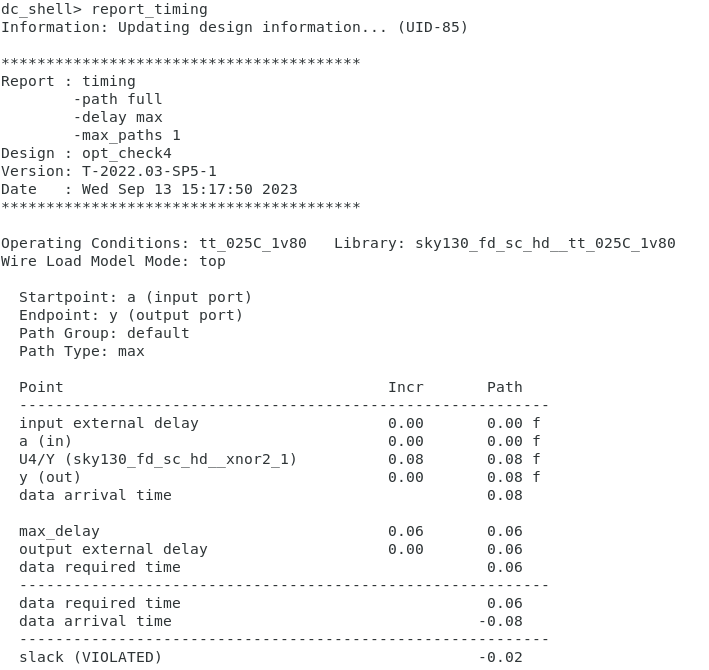 dc_shell> report_timing
Information: Updating design information... (UID-85)
****************************************
Report : timing
        -path full
        -delay max
        -max_paths 1
Design : opt_check4
Version: T-2022.03-SP5-1
Date   : Wed Sep 13 15:17:50 2023
****************************************
Operating Conditions: tt_025C_1v80   Library: sky130_fd_sc_hd__tt_025C_1v80
Wire Load Model Mode: top
  Startpoint: a (input port)
  Endpoint: y (output port)
  Path Group: default
  Path Type: max
  Point                                    Incr       Path
  -----------------------------------------------------------
  input external delay                     0.00       0.00 f
  a (in)                                   0.00       0.00 f
  U4/Y (sky130_fd_sc_hd__xnor2_1)          0.08       0.08 f
  y (out)                                  0.00       0.08 f
  data arrival time                                   0.08
  max_delay                                0.06       0.06
  output external delay                    0.00       0.06
  data required time                                  0.06
  -----------------------------------------------------------
  data required time                                  0.06
  data arrival time                                  -0.08
  -----------------------------------------------------------
  slack (VIOLATED)                                   -0.02